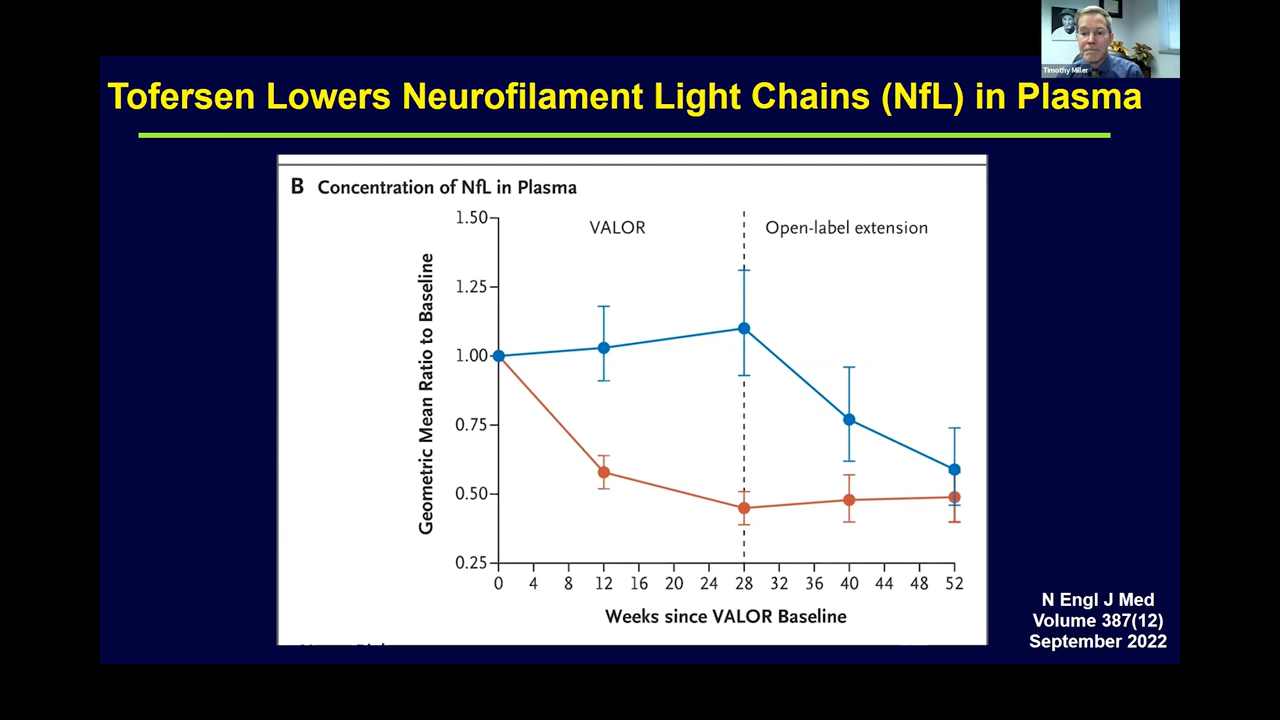 Timothy Miller
Tofersen Lowers Neurofilament Light Chains (NfL) in Plasma
B Concentration of NfL in Plasma
VALOR
Open-label extension
Geometric Mean Ratio to Baseline
1.50
1.25
1.00
0.75
0.50
0.25
0 4 8 12 16 20 24 28 32 36 40 44 48 52
Weeks since VALOR Baseline
N Engl J Med
Volume 387(12)
September 2022